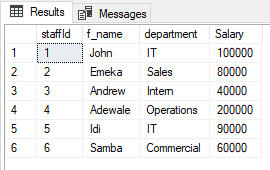 Results Messages
staffId f_name department Salary
1 1 John IT 100000
2 2 Emeka Sales 80000
3 3 Andrew Intern 40000
4 4 Adewale Operations 200000
5 5 Idi IT 90000
6 6 Samba Commercial 60000